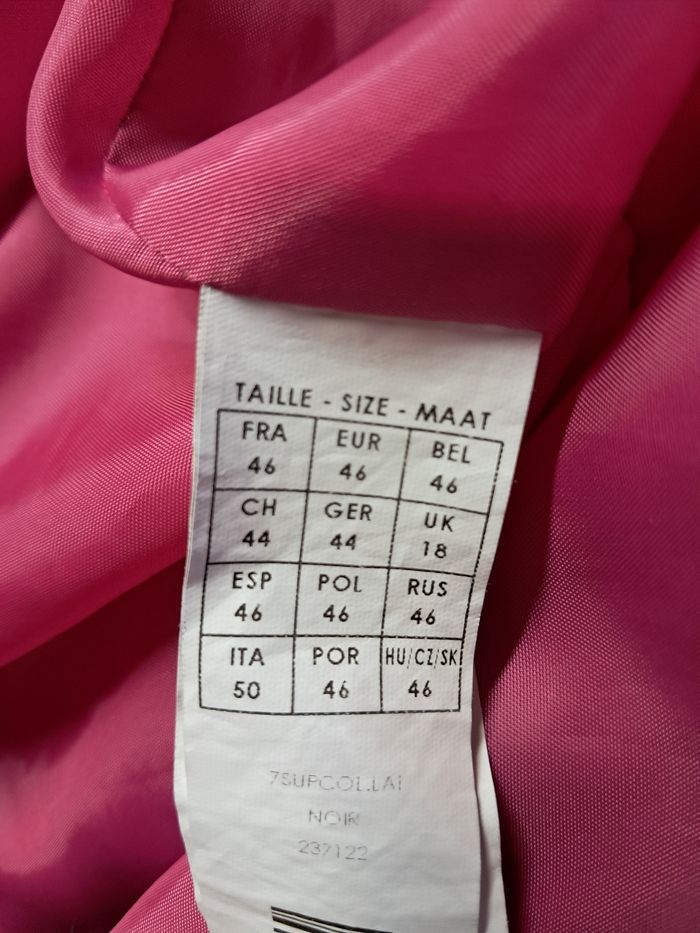 TAILLE - SIZE - MAAT
FRA EUR BEL
46 46 46
CH GER UK
44 44 18
ESP POL RUS
46 46 46
ITA POR HU/CZ/SK
50 46 46
7SUPCOLLAI
NOIR
237122